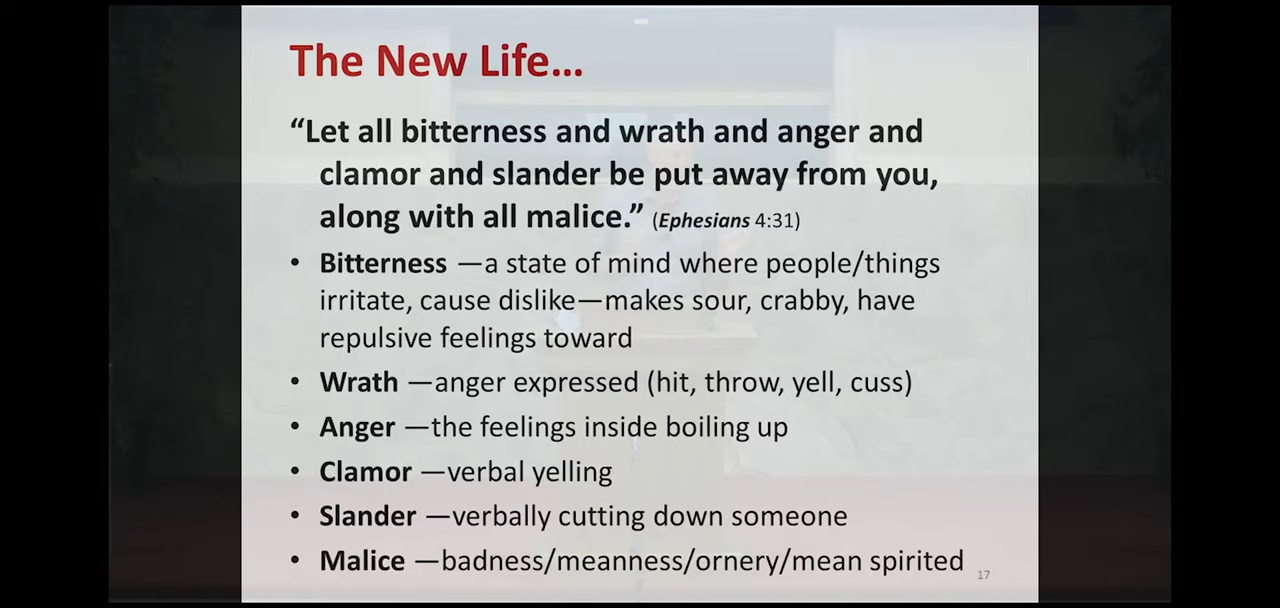 The New Life...
“Let all bitterness and wrath and anger and
clamor and slander be put away from you,
along with all malice.” (Ephesians 4:31)
• Bitterness —a state of mind where people/things
irritate, cause dislike—makes sour, crabby, have
repulsive feelings toward
• Wrath —anger expressed (hit, throw, yell, cuss)
• Anger —the feelings inside boiling up
• Clamor —verbal yelling
• Slander —verbally cutting down someone
• Malice —badness/meanness/ornery/mean spirited
17